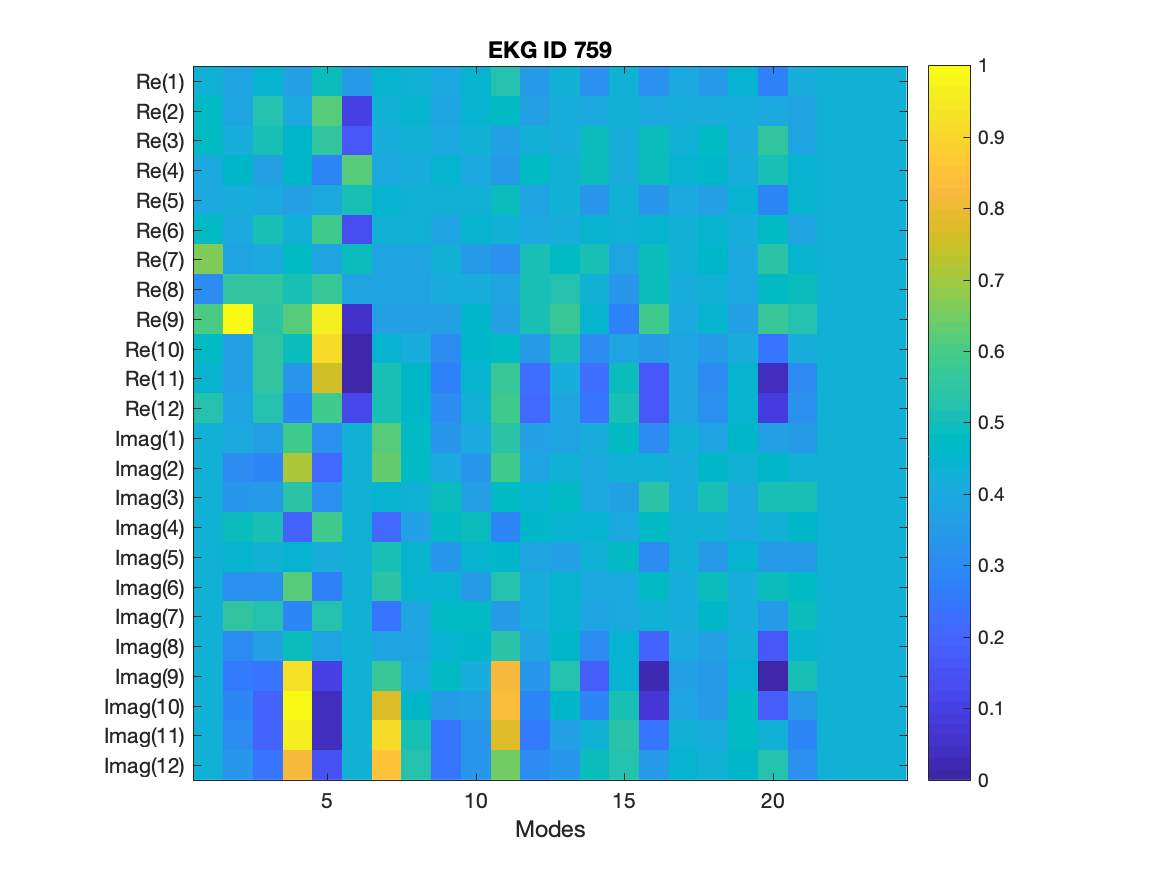 EKG ID 759
Re(1)
Re(2)
Re(3)
Re(4)
Re(5)
Re(6)
Re(7)
Re(8)
Re(9)
Re(10)
Re(11)
Re(12)
Imag(1)
Imag(2)
Imag(3)
Imag(4)
Imag(5)
Imag(6)
Imag(7)
Imag(8)
Imag(9)
Imag(10)
Imag(11)
Imag(12)
5 10 15 20
Modes
1
0.9
0.8
0.7
0.6
0.5
0.4
0.3
0.2
0.1
0